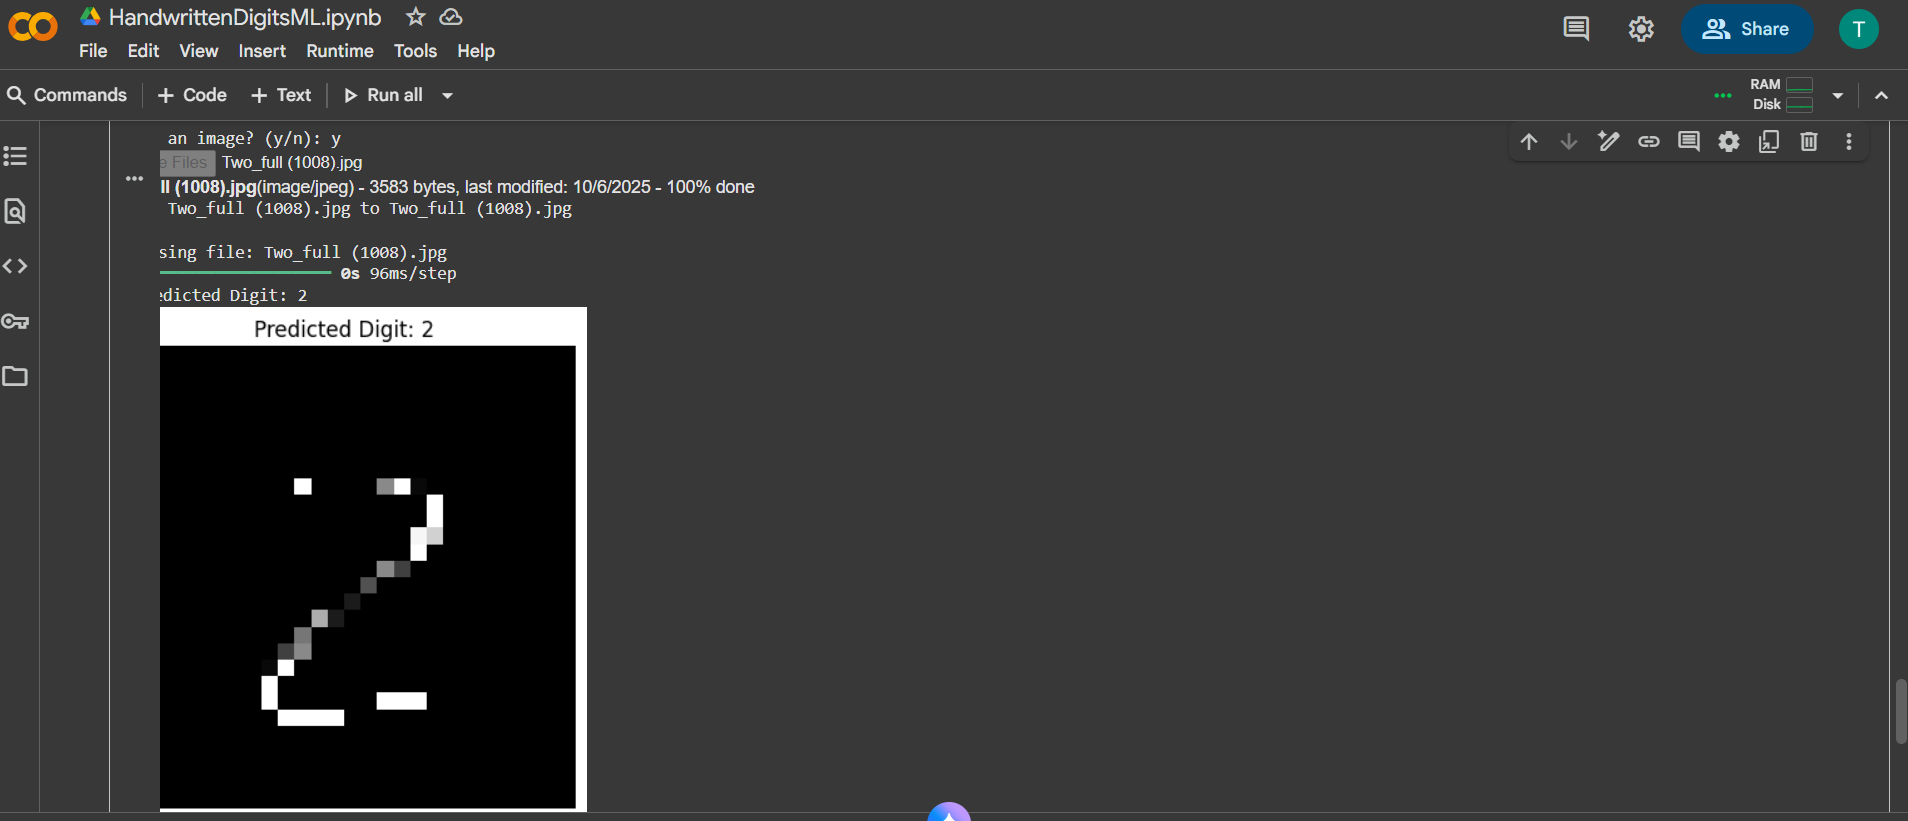 HandwrittenDigitsML.ipynb
File Edit View Insert Runtime Tools Help
Share
T
Commands + Code + Text Run all
RAM
Disk
an image? (y/n): y
e Files Two_full (1008).jpg
ll (1008).jpg(image/jpeg) - 3583 bytes, last modified: 10/6/2025 - 100% done
Two_full (1008).jpg to Two_full (1008).jpg
sing file: Two_full (1008).jpg
0s 96ms/step
edicted Digit: 2
Predicted Digit: 2
2